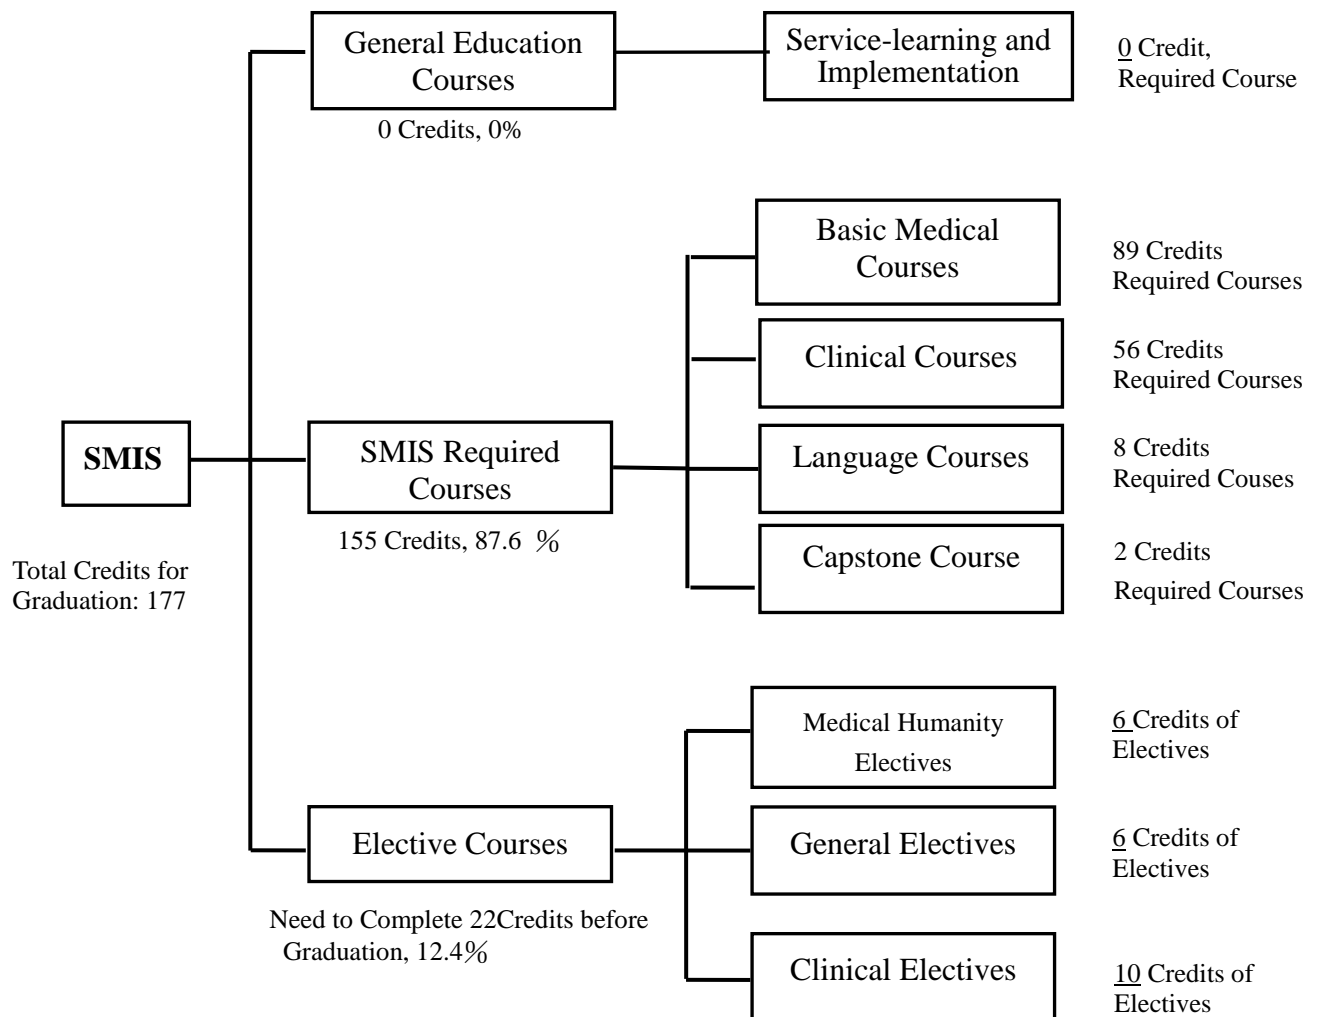 General Education
Courses
0 Credits, 0%
Service-learning and
Implementation
0 Credit,
Required Course
SMIS
Total Credits for
Graduation: 177
SMIS Required
Courses
155 Credits, 87.6 %
Basic Medical
Courses
89 Credits
Required Courses
Clinical Courses
56 Credits
Required Courses
Language Courses
8 Credits
Required Couses
Capstone Course
2 Credits
Required Courses
Elective Courses
Need to Complete 22Credits before
Graduation, 12.4%
Medical Humanity
Electives
6 Credits of
Electives
General Electives
6 Credits of
Electives
Clinical Electives
10 Credits of
Electives